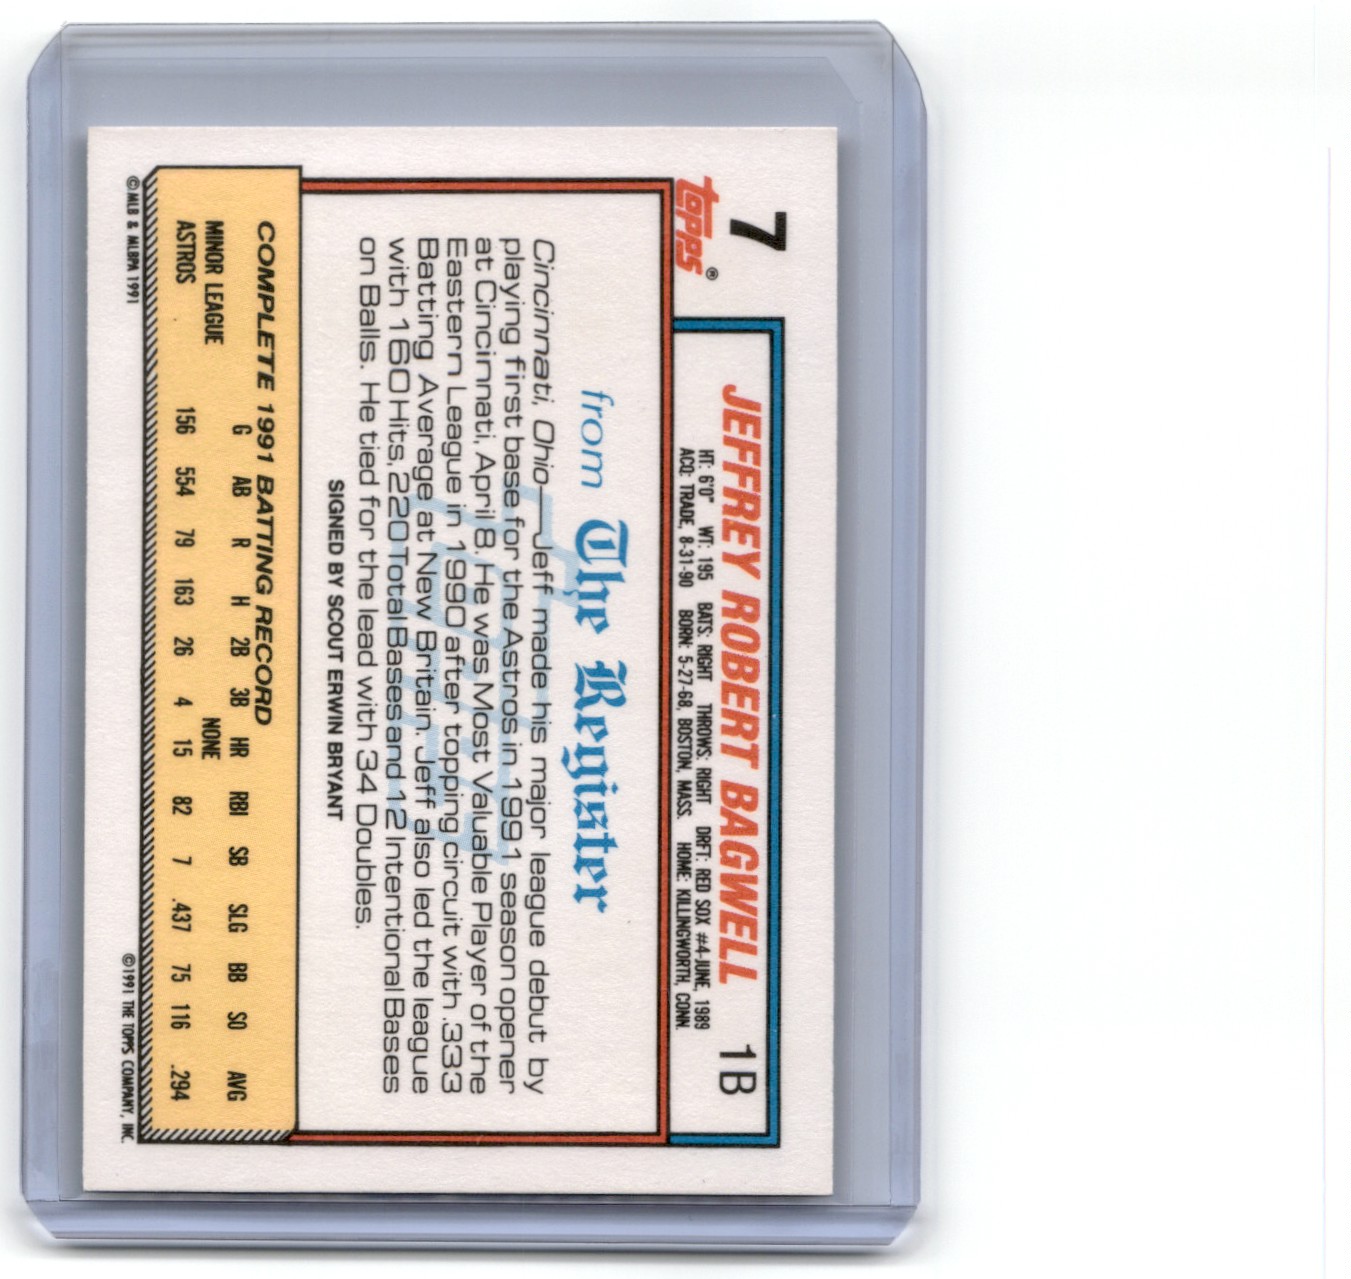 7
Topps®
JEFFREY ROBERT BAGWELL 1B
HT: 6'0" WT: 195 BATS: RIGHT THROWS: RIGHT DRFT: RED SOX #4-JUNE, 1989
ACQ: TRADE, 8-31-90 BORN: 5-27-68, BOSTON, MASS. HOME: KILLINGWORTH, CONN.
from The Register
Cincinnati, Ohio—Jeff made his major league debut by
playing first base for the Astros in 1991 season opener
at Cincinnati, April 8. He was Most Valuable Player of the
Eastern League in 1990 after topping circuit with .333
Batting Average at New Britain. Jeff also led the league
with 160 Hits, 220 Total Bases and 12 Intentional Bases
on Balls. He tied for the lead with 34 Doubles.
SIGNED BY SCOUT ERWIN BRYANT
COMPLETE 1991 BATTING RECORD
G AB R H 2B 3B HR RBI SB SLG BB SO AVG
MINOR LEAGUE NONE
ASTROS 156 554 79 163 26 4 15 82 7 .437 75 116 .294
©MLB & MLBPA 1991 ©1991 THE TOPPS COMPANY, INC.